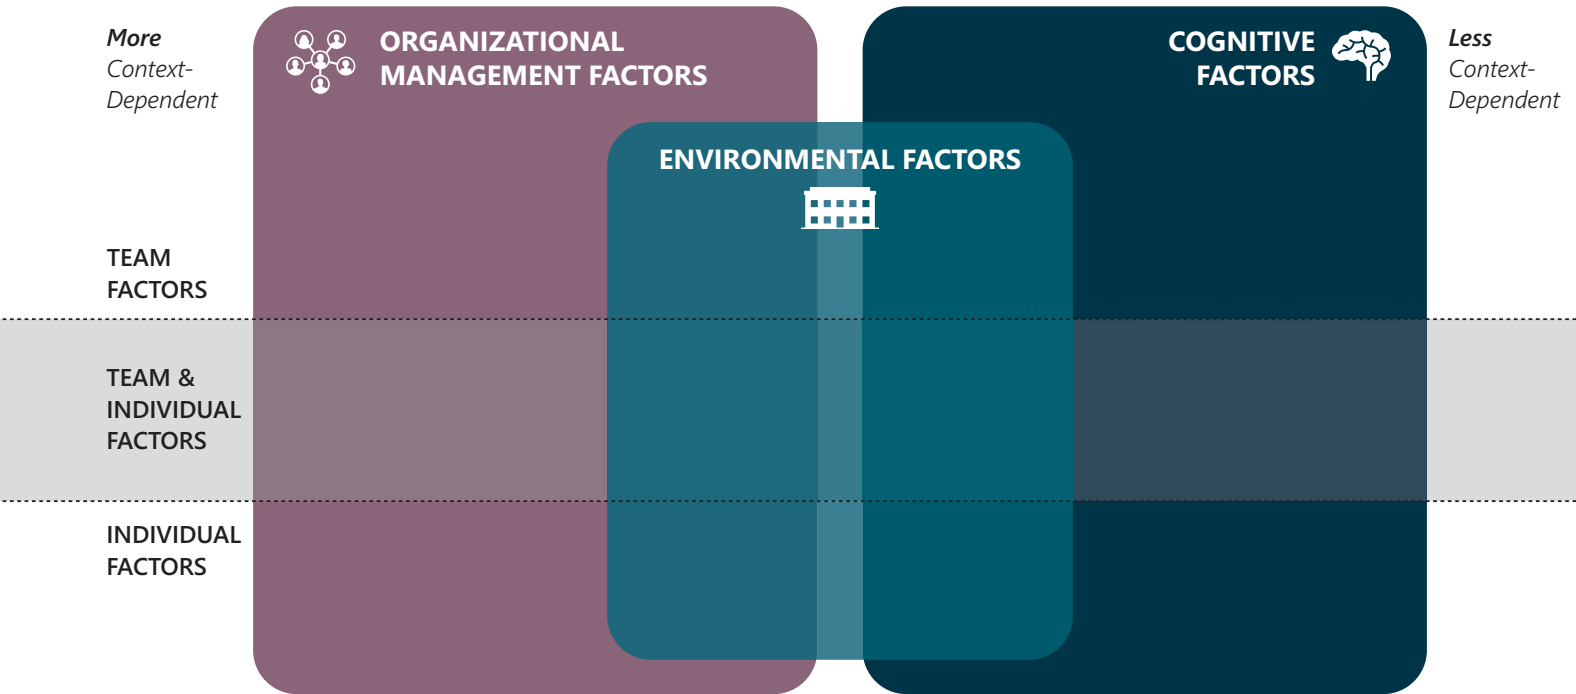 More
Context-
Dependent
ORGANIZATIONAL
MANAGEMENT FACTORS
COGNITIVE
FACTORS
Less
Context-
Dependent
ENVIRONMENTAL FACTORS
TEAM
FACTORS
TEAM &
INDIVIDUAL
FACTORS
INDIVIDUAL
FACTORS